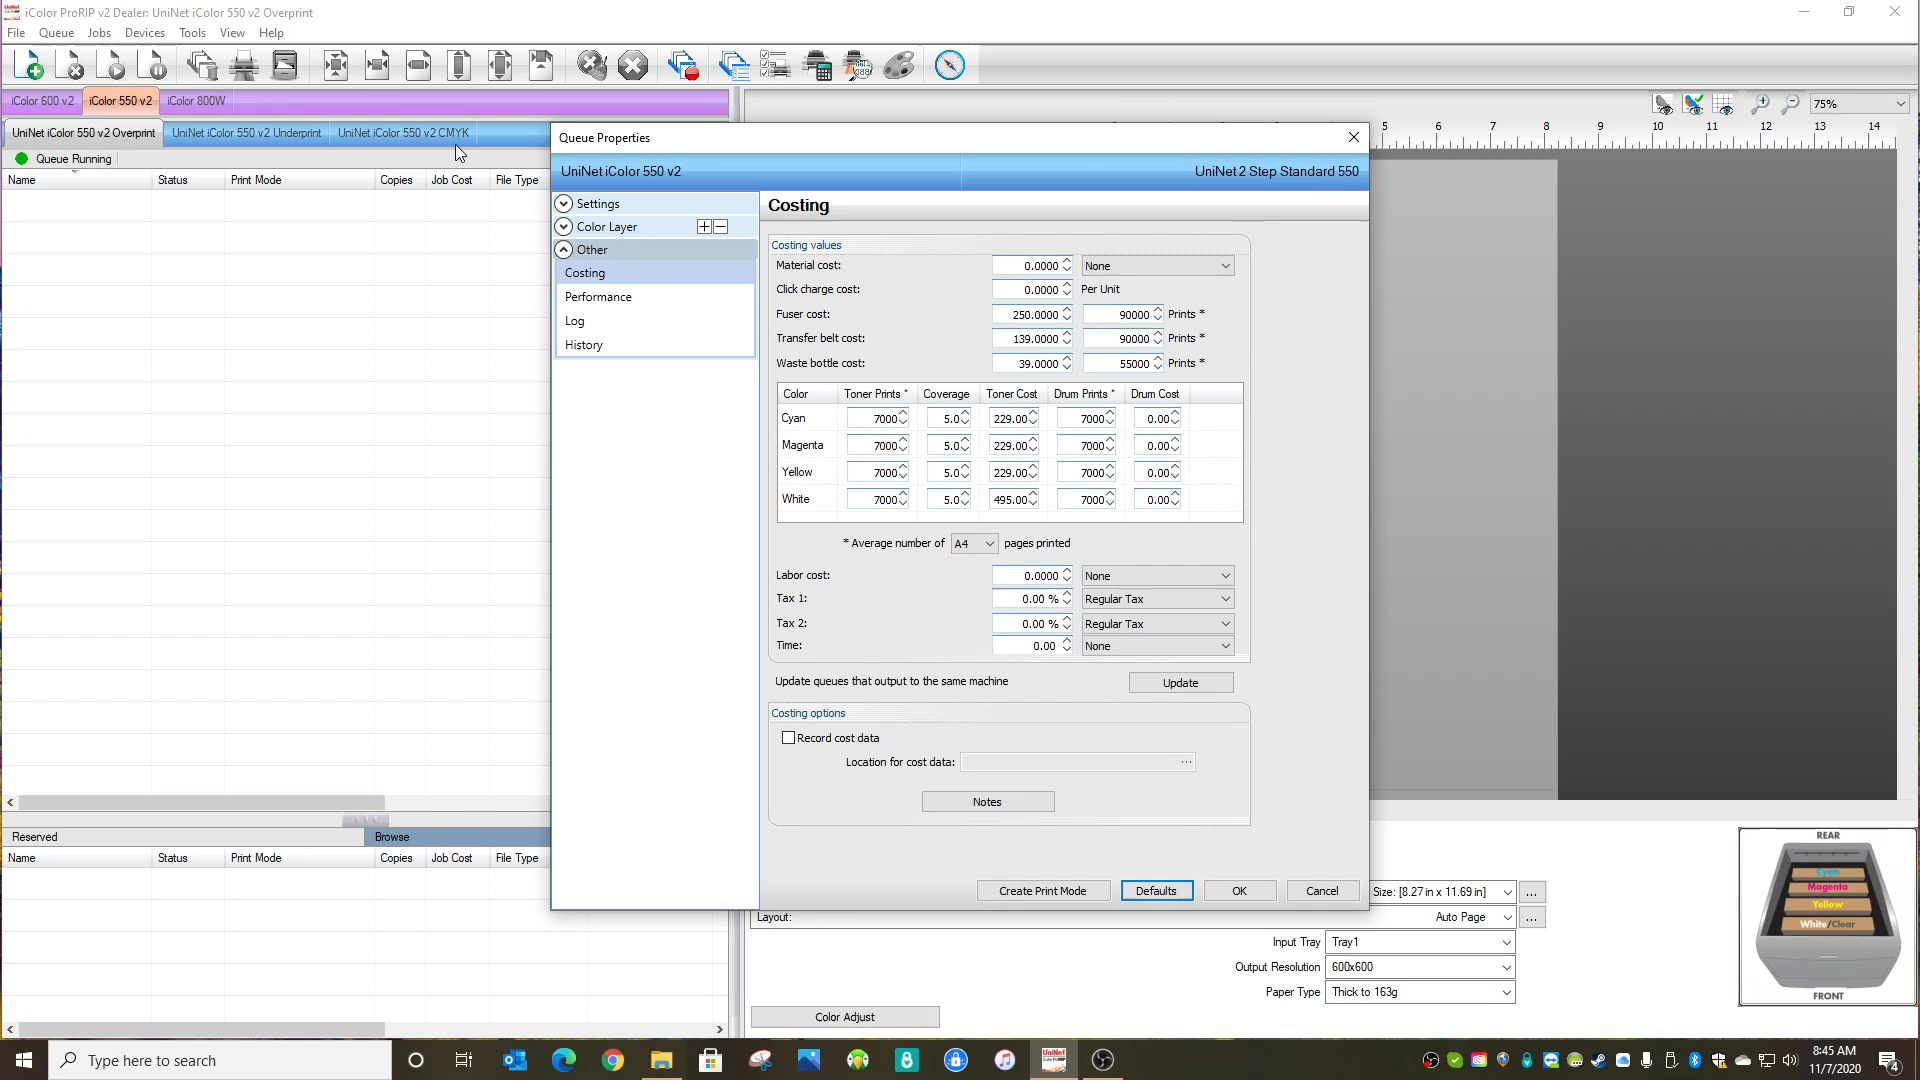 iColor ProRIP v2 Dealer: UniNet iColor 550 v2 Overprint
File Queue Jobs Devices Tools View Help
iColor 600 v2 iColor 550 v2 iColor 800W
75%
UniNet iColor 550 v2 Overprint UniNet iColor 550 v2 Underprint UniNet iColor 550 v2 CMYK
5 6 7 8 9 10 11 12 13 14
Queue Running
Name Status Print Mode Copies Job Cost File Type
Queue Properties
UniNet iColor 550 v2 UniNet 2 Step Standard 550
Settings
Color Layer
Other
Costing
Performance
Log
History
Costing
Costing values
Material cost: 0.0000 None
Click charge cost: 0.0000 Per Unit
Fuser cost: 250.0000 90000 Prints *
Transfer belt cost: 139.0000 90000 Prints *
Waste bottle cost: 39.0000 55000 Prints *
Color Toner Prints * Coverage Toner Cost Drum Prints * Drum Cost
Cyan 7000 5.0 229.00 7000 0.00
Magenta 7000 5.0 229.00 7000 0.00
Yellow 7000 5.0 229.00 7000 0.00
White 7000 5.0 495.00 7000 0.00
* Average number of A4 pages printed
Labor cost: 0.0000 None
Tax 1: 0.00 % Regular Tax
Tax 2: 0.00 % Regular Tax
Time: 0.00 None
Update queues that output to the same machine Update
Costing options
Record cost data
Location for cost data: ...
Notes
Create Print Mode Defaults OK Cancel
Reserved Browse
Name Status Print Mode Copies Job Cost File Type
Size: [8.27 in x 11.69 in] ...
Layout: Auto Page ...
Input Tray Tray1
Output Resolution 600x600
Paper Type Thick to 163g
Color Adjust
REAR
Cyan
Magenta
Yellow
White/Clear
FRONT
Type here to search
UniNet
8:45 AM
11/7/2020
4